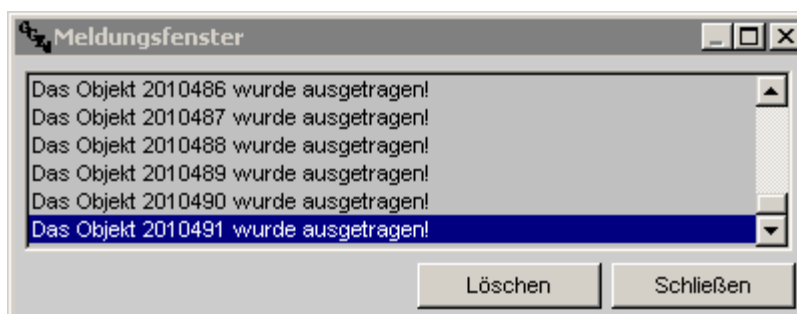 Meldungsfenster
Das Objekt 2010486 wurde ausgetragen!
Das Objekt 2010487 wurde ausgetragen!
Das Objekt 2010488 wurde ausgetragen!
Das Objekt 2010489 wurde ausgetragen!
Das Objekt 2010490 wurde ausgetragen!
Das Objekt 2010491 wurde ausgetragen!
Löschen Schließen